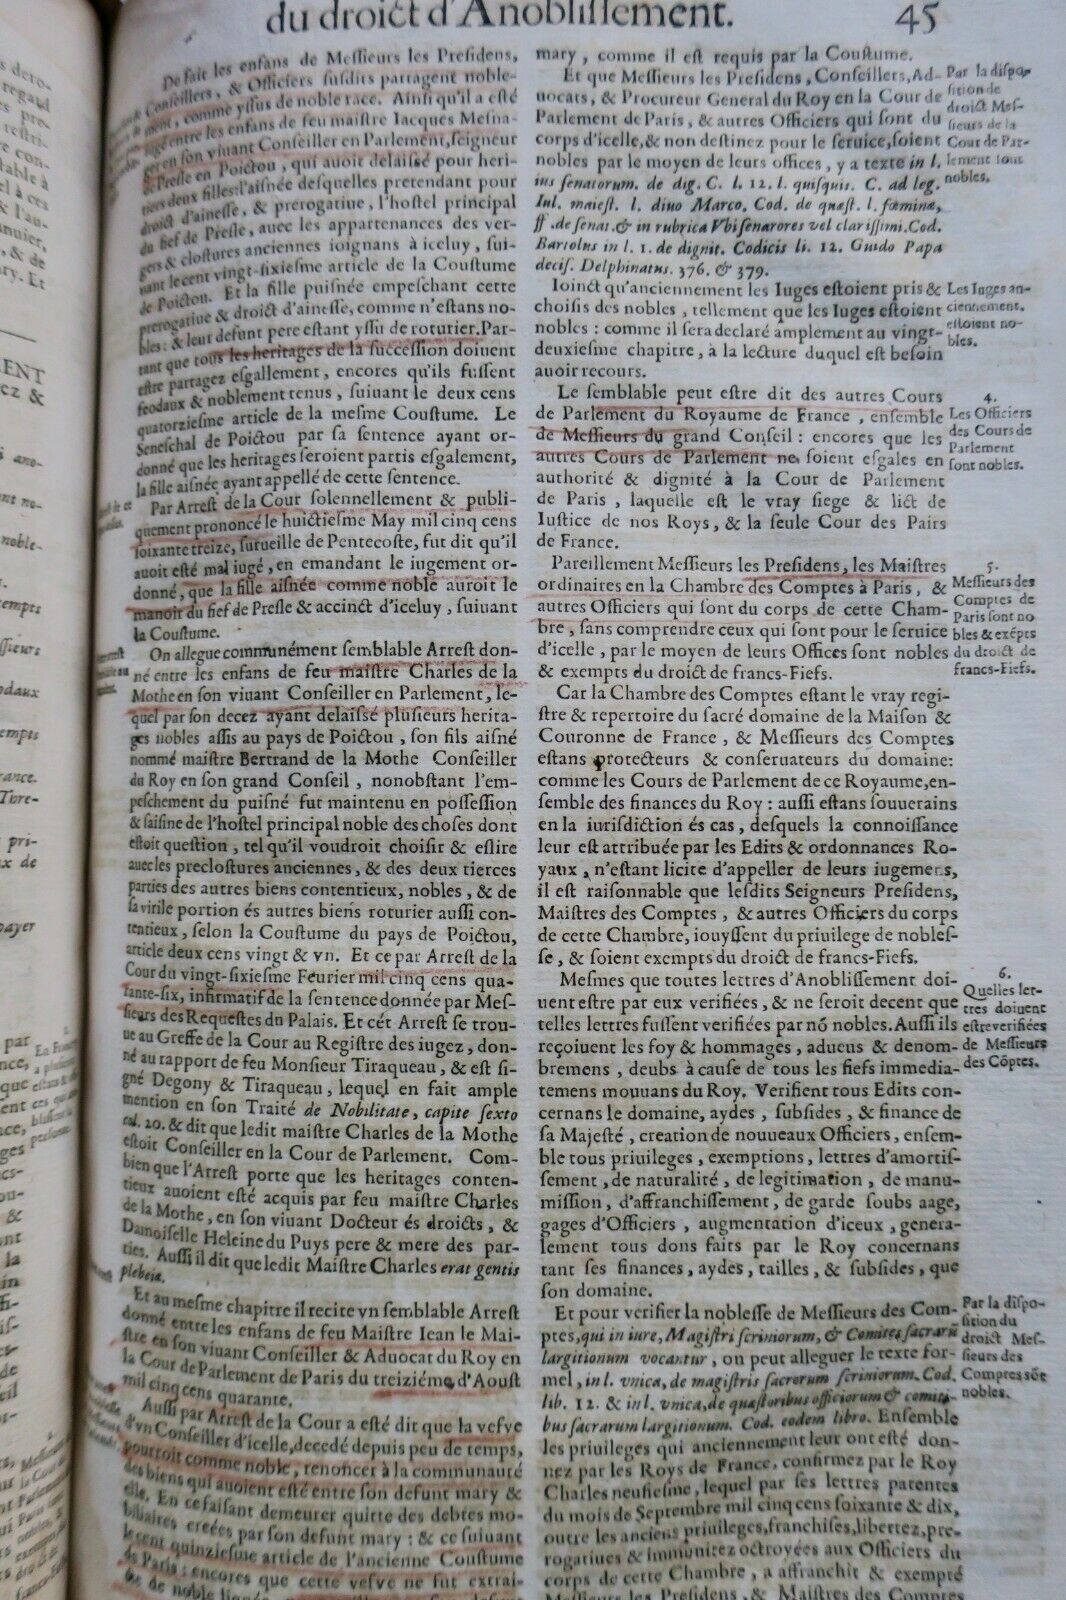 du droict d'Anoblissement. 45
De fait les enfans de Messieurs les Presidens,
Conseillers, & Officiers susdits partagent noble-
ment, comme yssus de noble race. Ainsi qu'il a esté
iugé entre les enfans de feu maistre Iacques Mesna-
ger en son viuant Conseiller en Parlement, seigneur
de Presle en Poictou, qui auoit delaissé pour heri-
tiers deux filles: l'aisnée desquelles pretendant pour
droict d'ainesse, & prerogatiue, l'hostel principal
du fief de Presle, auec les appartenances des ver-
gers & clostures anciennes ioignans à iceluy, sui-
uant le cent vingt-sixiesme article de la Coustume
de Poictou. Et la fille puisnée empeschant cette
prerogatiue & droict d'ainesse, comme n'estans no-
bles: & leur defunt pere estant yssu de roturier. Par-
tant que tous les heritages de la succession doiuent
estre partagez esgallement, encores qu'ils fussent
feodaux & noblement tenus, suiuant le deux cens
quatorziesme article de la mesme Coustume. Le
Seneschal de Poictou par sa sentence ayant or-
donné que les heritages seroient partis esgallement,
la fille aisnée ayant appellé de cette sentence.
Par Arrest de la Cour solennellement & publi-
quement prononcé le huictiesme May mil cinq cens
soixante treize, surueille de Pentecoste, fut dit qu'il
auoit esté mal iugé, en emandant le iugement or-
donné, que la fille aisnée comme noble auroit le
manoir du fief de Presle & accinct d'iceluy, suiuant
la Coustume.
On allegue communément semblable Arrest don-
né entre les enfans de feu maistre Charles de la
Mothe en son viuant Conseiller en Parlement, le-
quel par son decez ayant delaissé plusieurs herita-
ges nobles assis au pays de Poictou, son fils aisné
nommé maistre Bertrand de la Mothe Conseiller
du Roy en son grand Conseil, nonobstant l'em-
peschement du puisné fut maintenu en possession
& saisine de l'hostel principal noble des choses dont
estoit question, tel qu'il voudroit choisir & eslire
auec les preclostures anciennes, & des deux tierces
parties des autres biens contentieux, nobles, & de
sa virile portion és autres biens roturier aussi con-
tentieux, selon la Coustume du pays de Poictou,
article deux cens vingt & vn. Et ce par Arrest de la
Cour du vingt-sixiesme Feurier mil cinq cens qua-
rante-six, infirmatif de la sentence donnée par Mes-
sieurs des Requestes du Palais. Et cét Arrest se trou-
ue au Greffe de la Cour au Registre des iugez, don-
né au rapport de feu Monsieur Tiraqueau, & est si-
gné Degony & Tiraqueau, lequel en fait ample
mention en son Traité de Nobilitate, capite sexto
col. 20. & dit que ledit maistre Charles de la Mothe
estoit Conseiller en la Cour de Parlement. Com-
bien que l'Arrest porte que les heritages conten-
tieux auoient esté acquis par feu maistre Charles
de la Mothe, en son viuant Docteur és droicts, &
Damoiselle Heleine du Puys pere & mere des par-
ties. Aussi il dit que ledit Maistre Charles erat gentis
plebeia.
Et au mesme chapitre il recite vn semblable Arrest
donné entre les enfans de feu Maistre Iean le Mai-
stre en son viuant Conseiller & Aduocat du Roy en
la Cour de Parlement de Paris du treiziéme d'Aoust
mil cinq cens quarante.
Aussi par Arrest de la Cour a esté dit que la vefve
d'vn Conseiller d'icelle, decedé depuis peu de temps,
pourroit comme noble, renoncer à la communauté
des biens qui auoient esté entre son defunt mary &
elle. En ce faisant demeurer quitte des debtes mo-
biliaires creées par son defunt mary: & ce suiuant
le cent quinziesme article de l'ancienne Coustume
de Paris: encores que cette vefve ne fut extrai-
mary, comme il est requis par la Coustume.
Et que Messieurs les Presidens, Conseillers, Ad-
uocats, & Procureur General du Roy en la Cour de
Parlement de Paris, & autres Officiers qui sont du
corps d'icelle, & non destinez pour le seruice, soient
nobles par le moyen de leurs offices, y a texte in l,
ius senatorum. de dig. C. l. 12. l. quisquis. C. ad leg.
Iul. maiest. l. diuo Marco. Cod. de quæst. l. fœminæ,
ff. de senat. & in rubrica Vbi senatores vel clarissimi. Cod.
Bartolus in l. 1. de dignit. Codicis li. 12. Guido Papa
decis. Delphinatus. 376. & 379.
Ioinct qu'anciennement les Iuges estoient pris &
choisis des nobles, tellement que les Iuges estoient
nobles: comme il sera declaré amplement au vingt-
deuxiesme chapitre, à la lecture duquel est besoin
auoir recours.
Le semblable peut estre dit des autres Cours
de Parlement du Royaume de France, ensemble
de Messieurs du grand Conseil: encores que les
autres Cours de Parlement ne soient esgales en
authorité & dignité à la Cour de Parlement
de Paris, laquelle est le vray siege & lict de
Iustice de nos Roys, & la seule Cour des Pairs
de France.
Pareillement Messieurs les Presidens, les Maistres
ordinaires en la Chambre des Comptes à Paris, &
autres Officiers qui sont du corps de cette Cham-
bre, sans comprendre ceux qui sont pour le seruice
d'icelle, par le moyen de leurs Offices sont nobles
& exempts du droict de francs-Fiefs.
Car la Chambre des Comptes estant le vray regi-
stre & repertoire du sacré domaine de la Maison &
Couronne de France, & Messieurs des Comptes
estans protecteurs & conseruateurs du domaine:
comme les Cours de Parlement de ce Royaume, en-
semble des finances du Roy: aussi estans souuerains
en la iurisdiction és cas, desquels la connoissance
leur est attribuée par les Edits & ordonnances Ro-
yaux, n'estant licite d'appeller de leurs iugemens,
il est raisonnable que lesdits Seigneurs Presidens,
Maistres des Comptes, & autres Officiers du corps
de cette Chambre, iouyssent du priuilege de nobles-
se, & soient exempts du droict de francs-Fiefs.
Mesmes que toutes lettres d'Anoblissement doi-
uent estre par eux verifiées, & ne seroit decent que
telles lettres fussent verifiées par nō nobles. Aussi ils
reçoiuent les foy & hommages, adueus & denom-
bremens, deubs à cause de tous les fiefs immedia-
temens mouuans du Roy. Verifient tous Edits con-
cernans le domaine, aydes, subsides, & finance de
sa Majesté, creation de nouueaux Officiers, ensem-
ble tous priuileges, exemptions, lettres d'amortis-
sement, de naturalité, de legitimation, de manu-
mission, d'affranchissement, de garde soubs aage,
gages d'Officiers, augmentation d'iceux, genera-
lement tous dons faits par le Roy concernans
tant ses finances, aydes, tailles, & subsides, que
son domaine.
Et pour verifier la noblesse de Messieurs des Com-
ptes, qui in iure, Magistri scriniorum, & Comites sacrarū
largitionum vocantur, on peut alleguer le texte for-
mel, in l. vnica, de magistris sacrorum scriniorum. Cod.
lib. 12. & in l. vnica, de quæstoribus officiorum & comiti-
bus sacrarum largitionum. Cod. eodem libro. Ensemble
les priuileges qui anciennement leur ont esté don-
nez par les Roys de France, confirmez par le Roy
Charles neufiesme, lequel par ses lettres patentes
du mois de Septembre mil cinq cens soixante & dix,
outre les anciens priuileges, franchises, libertez, pre-
rogatiues & immunitez octroyées aux Officiers du
corps de cette Chambre, a affranchit & exempté
Messieurs les Presidens, & Maistres des Comptes
Par la dispo-
sition de
droict Mes-
sieurs de la
Cour de Par-
lement sont
nobles.
Les Iuges an-
ciennement.
estoient no-
bles.
4.
Les Officiers
des Cours de
Parlement
sont nobles.
5.
Messieurs des
Comptes de
Paris sont no
bles & exépts
du droict de
francs-Fiefs.
6.
Quelles let-
tres doiuent
estre verifiées
de Messieurs
des Cōptes.
Par la dispo-
sition du
droict Mes-
sieurs des
Comptes sōt
nobles.